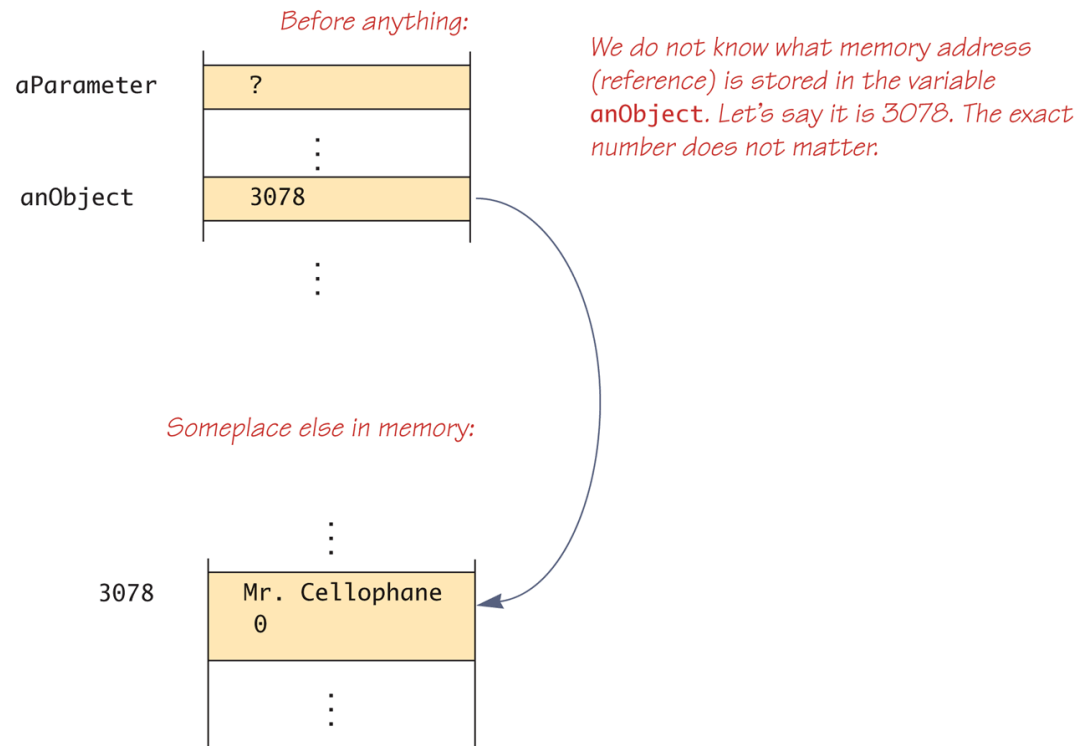 Before anything:
aParameter ?
anObject 3078
We do not know what memory address
(reference) is stored in the variable
anObject. Let's say it is 3078. The exact
number does not matter.
Someplace else in memory:
3078 Mr. Cellophane
0